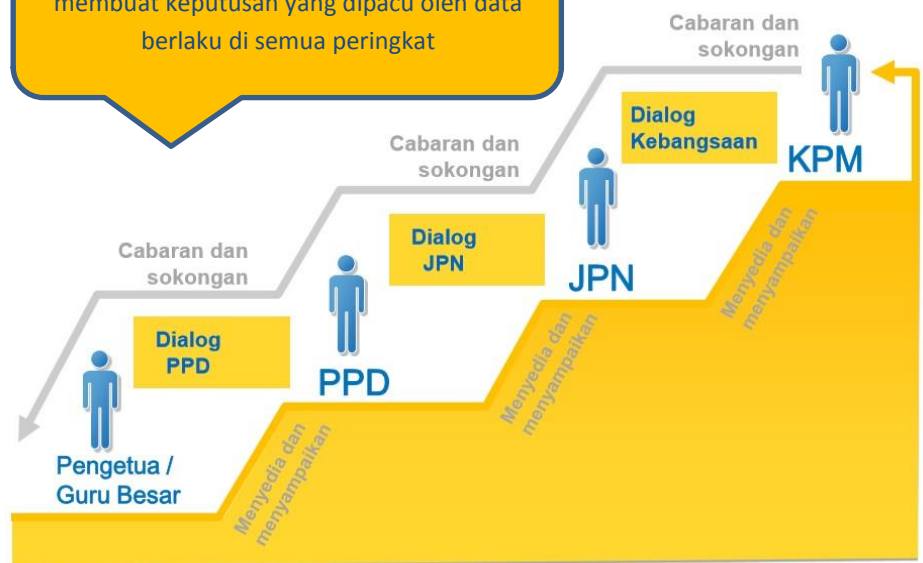 membuat keputusan yang dipacu oleh data
berlaku di semua peringkat
Cabaran dan
sokongan
KPM
Dialog
Kebangsaan
Cabaran dan
sokongan
JPN
Dialog
JPN
Cabaran dan
sokongan
PPD
Dialog
PPD
Pengetua /
Guru Besar
Menyedia dan
menyampaikan
Menyedia dan
menyampaikan
Menyedia dan
menyampaikan